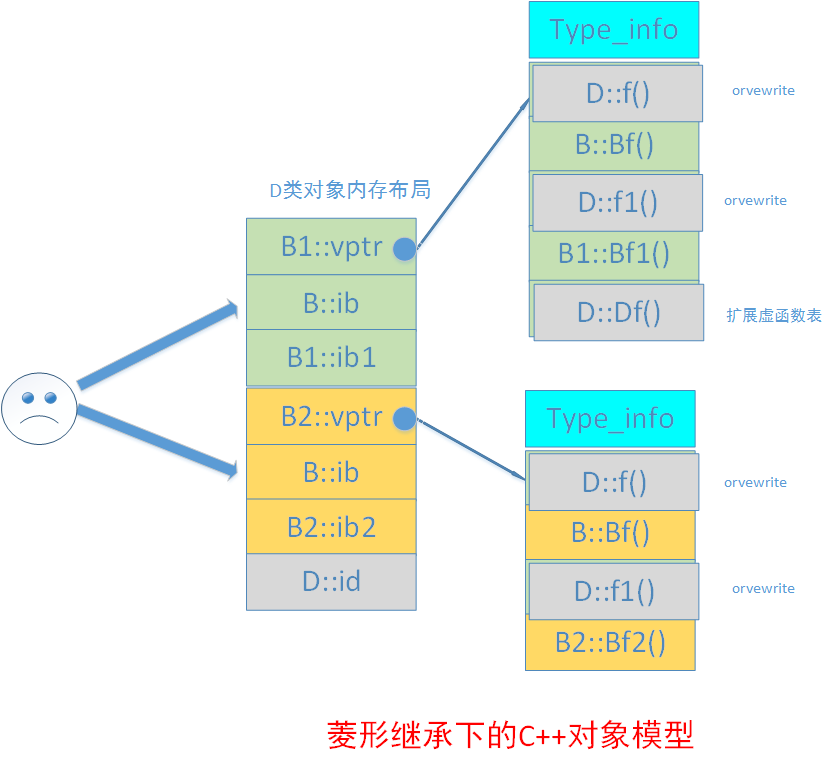 Type_info
D::f()
orvewrite
B::Bf()
D::f1()
orvewrite
B1::Bf1()
D::Df()
扩展虚函数表
D类对象内存布局
B1::vptr
B::ib
B1::ib1
B2::vptr
B::ib
B2::ib2
D::id
Type_info
D::f()
orvewrite
B::Bf()
D::f1()
orvewrite
B2::Bf2()
菱形继承下的C++对象模型